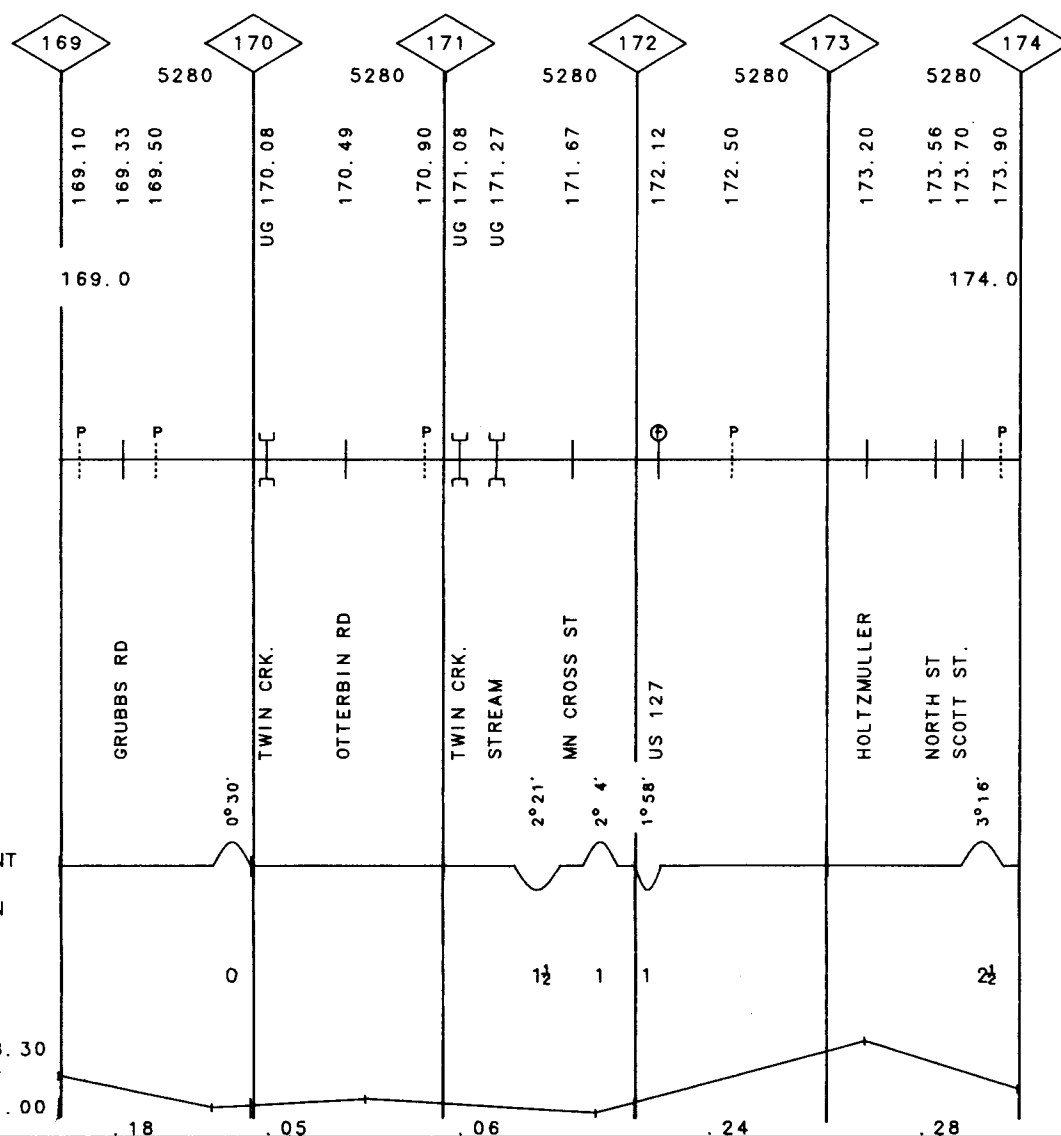 169 170 171 172 173 174
5280 5280 5280 5280 5280
169.10
169.33
169.50
UG 170.08
170.49
170.90
UG 171.08
UG 171.27
171.67
172.12
172.50
173.20
173.56
173.70
173.90
169.0 174.0
P P P F P P
GRUBBS RD
TWIN CRK.
OTTERBIN RD
TWIN CRK.
STREAM
MN CROSS ST
US 127
HOLTZMULLER
NORTH ST
SCOTT ST.
0°30'
2°21'
2° 4'
1°58'
3°16'
NT
N
0 1½ 1 1 2½
.30
.00
.18 .05 .06 .24 .28